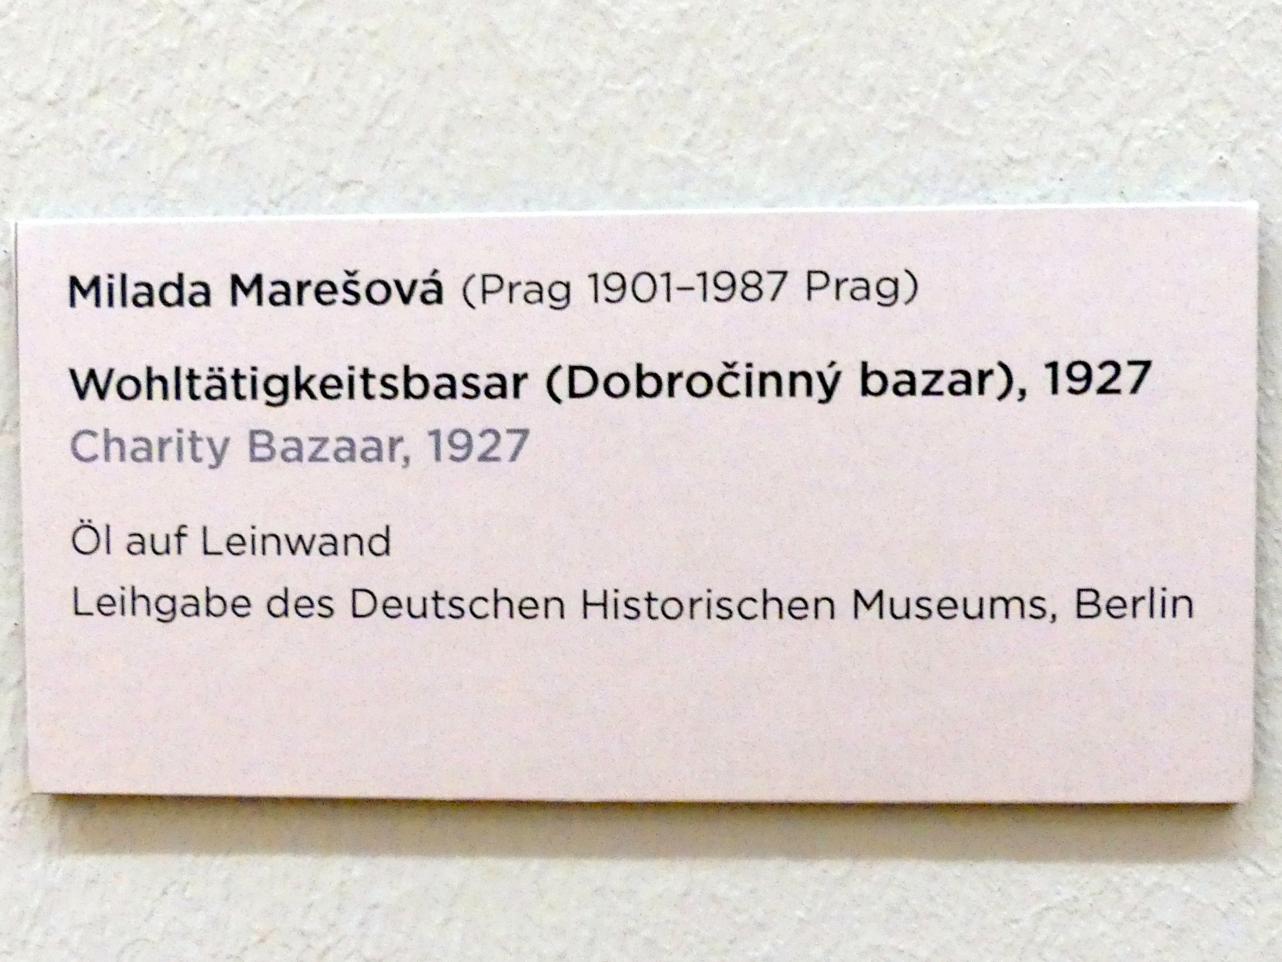 Milada Marešová (Prag 1901–1987 Prag)
Wohltätigkeitsbasar (Dobročinný bazar), 1927
Charity Bazaar, 1927
Öl auf Leinwand
Leihgabe des Deutschen Historischen Museums, Berlin